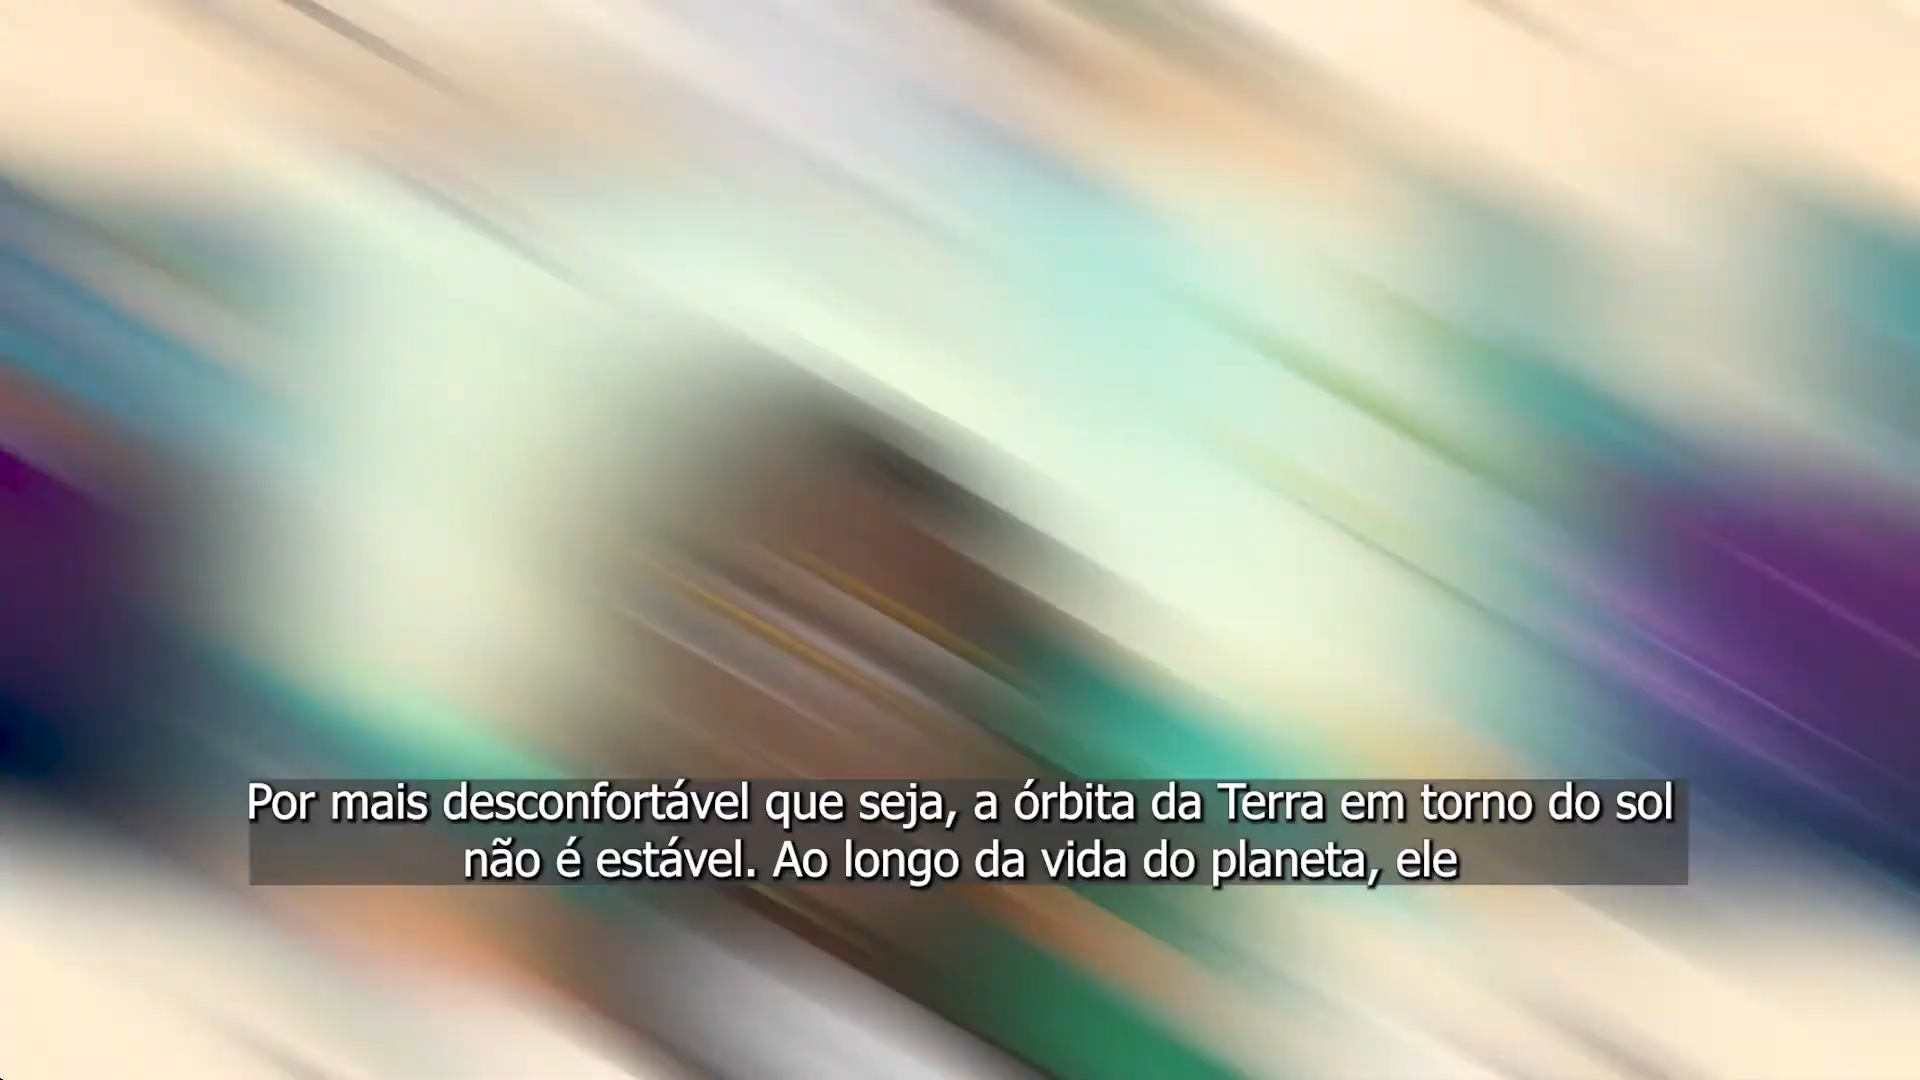 Por mais desconfortável que seja, a órbita da Terra em torno do sol
não é estável. Ao longo da vida do planeta, ele